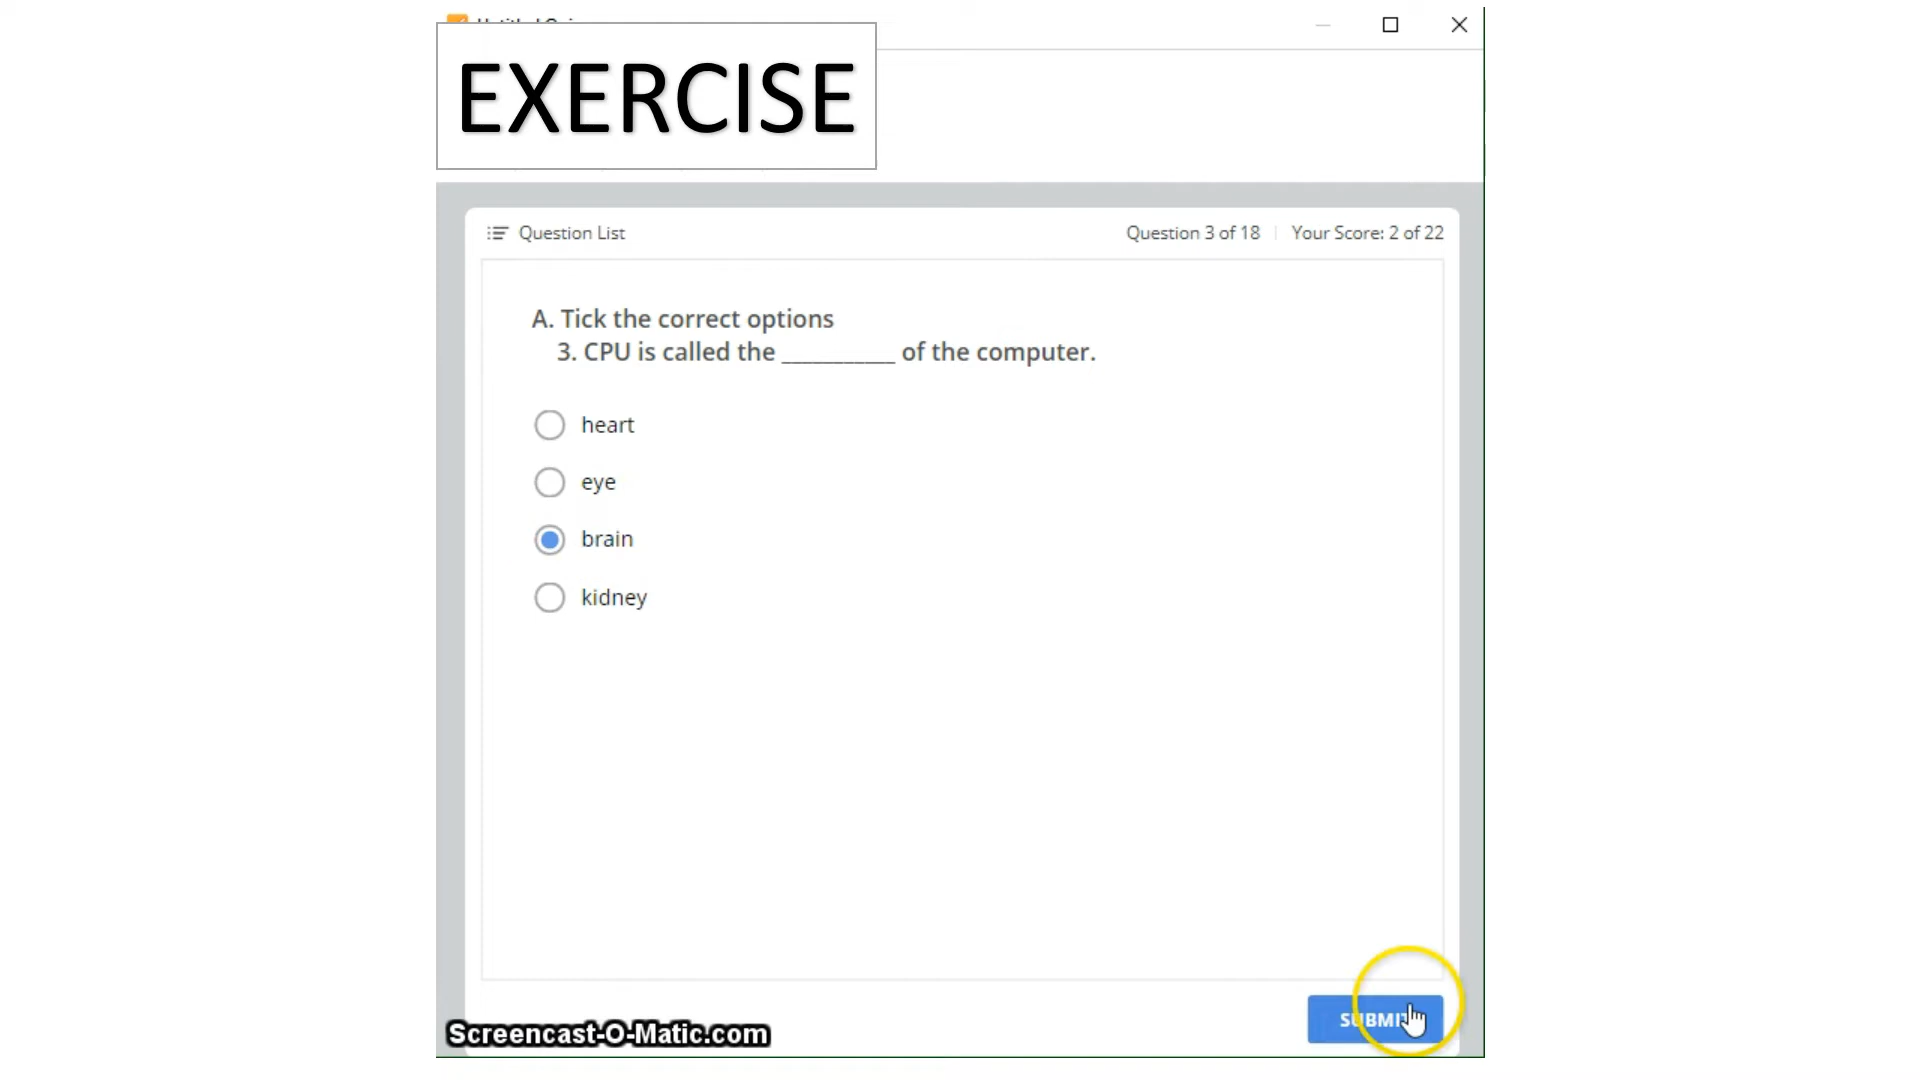 EXERCISE
Question List
Question 3 of 18
Your Score: 2 of 22
A. Tick the correct options
3. CPU is called the __________ of the computer.
heart
eye
brain
kidney
SUBMIT
Screencast-O-Matic.com